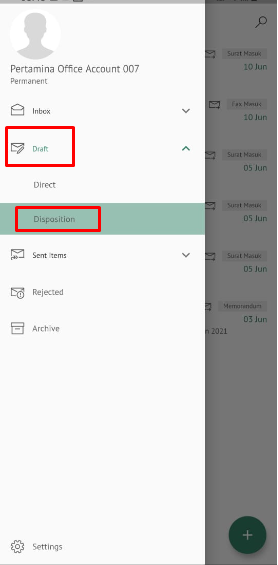 Pertamina Office Account 007
Permanent
Inbox
Draft
Direct
Disposition
Sent Items
Rejected
Archive
Settings
Surat Masuk
10 Jun
Fax Masuk
10 Jun
Surat Masuk
05 Jun
Surat Masuk
05 Jun
Surat Masuk
05 Jun
Memorandum
03 Jun
n 2021